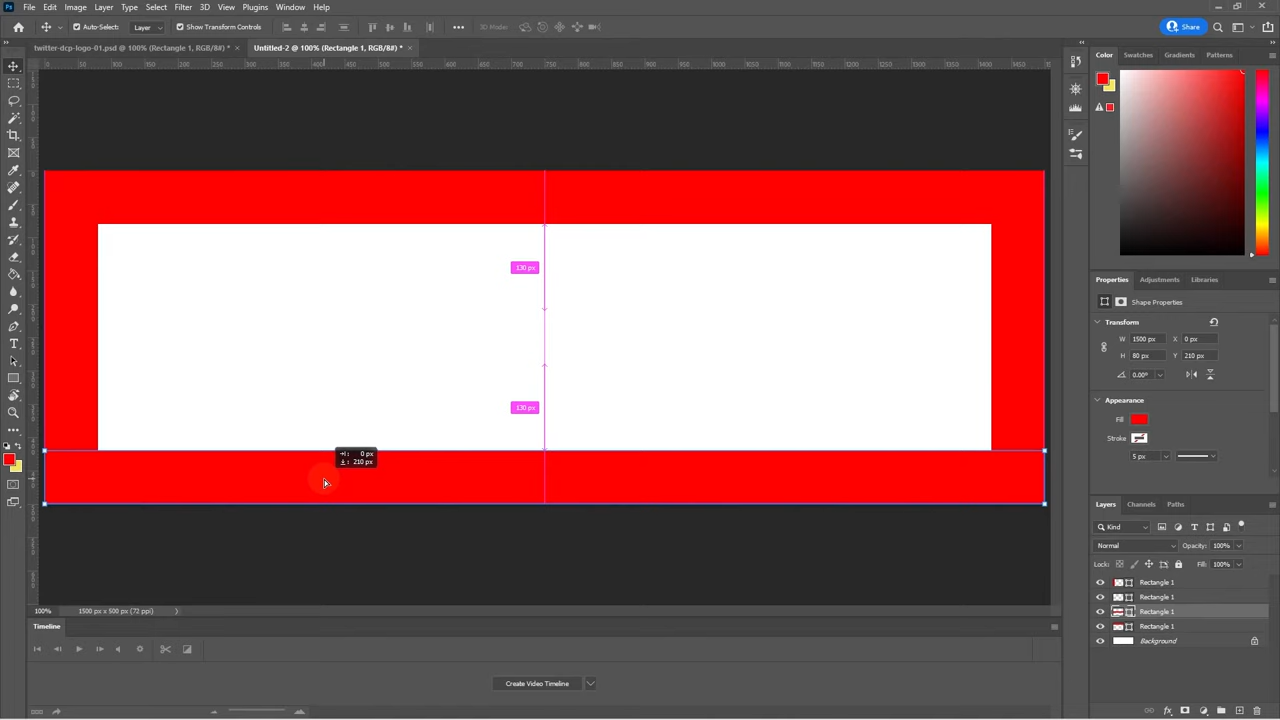 Ps File Edit Image Layer Type Select Filter 3D View Plugins Window Help
Auto-Select: Layer Show Transform Controls 3D Mode: Share
twitter-dcp-logo-01.psd @ 100% (Rectangle 1, RGB/8#) * × Untitled-2 @ 100% (Rectangle 1, RGB/8#) * ×
Color Swatches Gradients Patterns
130 px
130 px
0 px
210 px
Properties Adjustments Libraries
Shape Properties
Transform
W 1500 px X 0 px
H 80 px Y 210 px
0.00°
Appearance
Fill
Stroke
5 px
Layers Channels Paths
Kind
Normal Opacity: 100%
Lock: Fill: 100%
Rectangle 1
Rectangle 1
Rectangle 1
Rectangle 1
Background
100% 1500 px x 500 px (72 ppi)
Timeline
Create Video Timeline